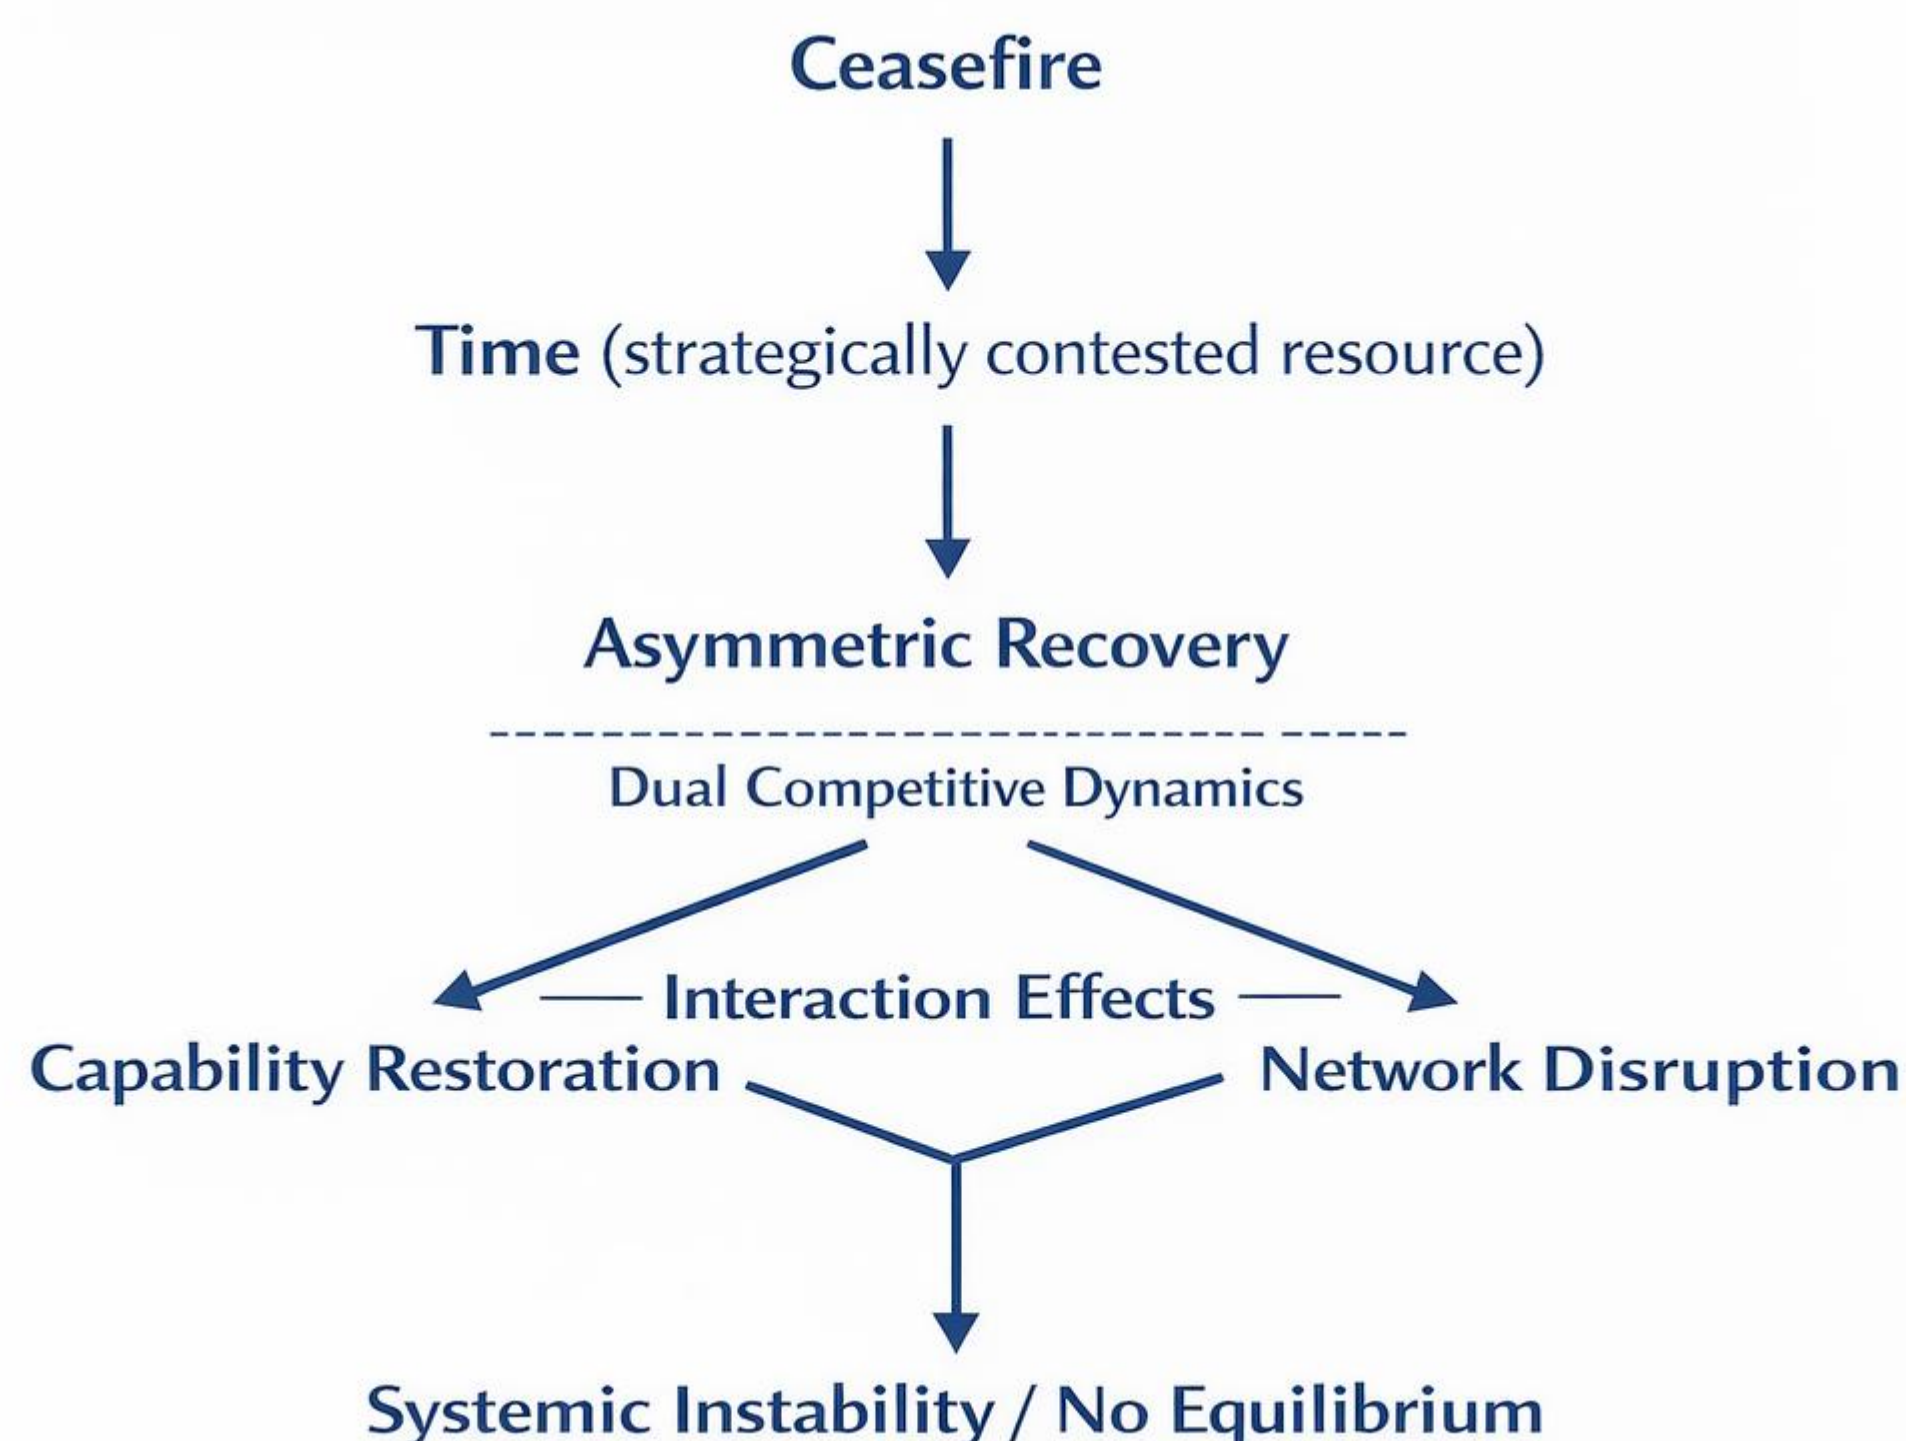 Ceasefire
Time (strategically contested resource)
Asymmetric Recovery
Dual Competitive Dynamics
Interaction Effects
Capability Restoration
Network Disruption
Systemic Instability / No Equilibrium